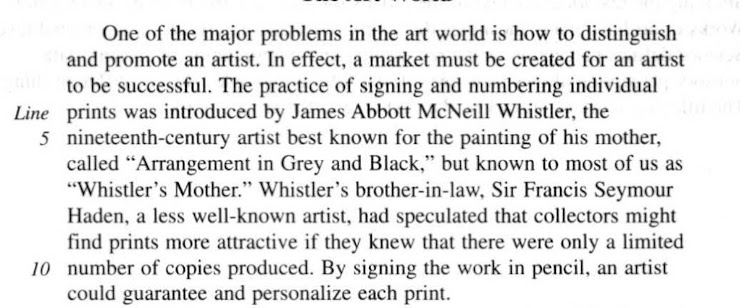 One of the major problems in the art world is how to distinguish
and promote an artist. In effect, a market must be created for an artist
to be successful. The practice of signing and numbering individual
Line prints was introduced by James Abbott McNeill Whistler, the
5 nineteenth-century artist best known for the painting of his mother,
called “Arrangement in Grey and Black,” but known to most of us as
“Whistler’s Mother.” Whistler’s brother-in-law, Sir Francis Seymour
Haden, a less well-known artist, had speculated that collectors might
find prints more attractive if they knew that there were only a limited
10 number of copies produced. By signing the work in pencil, an artist
could guarantee and personalize each print.